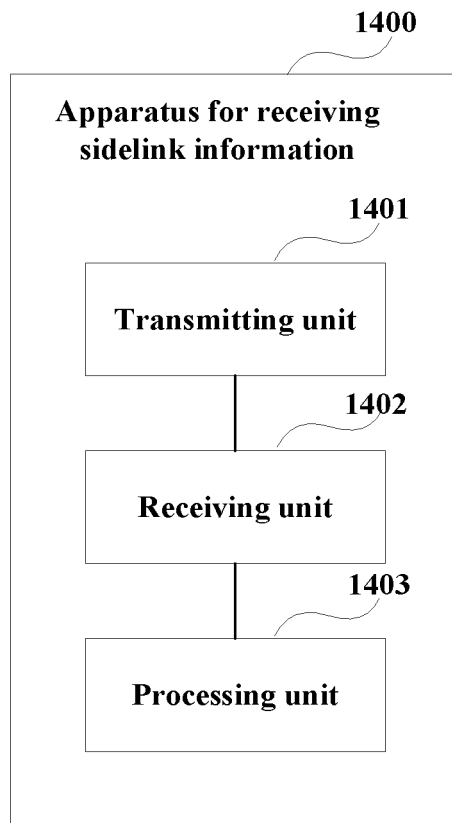 1400
Apparatus for receiving
sidelink information
1401
Transmitting unit
1402
Receiving unit
1403
Processing unit